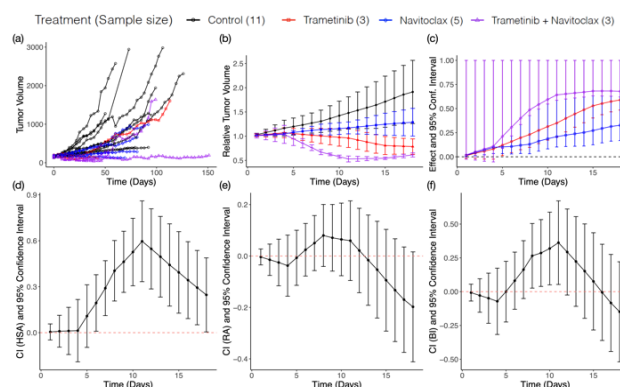 Treatment (Sample size) Control (11) Trametinib (3) Navitoclax (5) Trametinib + Navitoclax (3)
(a)
Tumor Volume
3000
2000
1000
0
0 50 100 150
Time (Days)
(b)
Relative Tumor Volume
2.5
2.0
1.5
1.0
0.5
0 5 10 15
Time (Days)
(c)
Effect and 95% Conf. Interval
1.00
0.75
0.50
0.25
0.00
0 5 10 15
Time (Days)
(d)
CI (HSA) and 95% Confidence Interval
0.9
0.6
0.3
0.0
0 5 10 15
Time (Days)
(e)
CI (RA) and 95% Confidence Interval
0.2
0.0
-0.2
-0.4
0 5 10 15
Time (Days)
(f)
CI (BI) and 95% Confidence Interval
0.50
0.25
0.00
-0.25
-0.50
0 5 10 15
Time (Days)